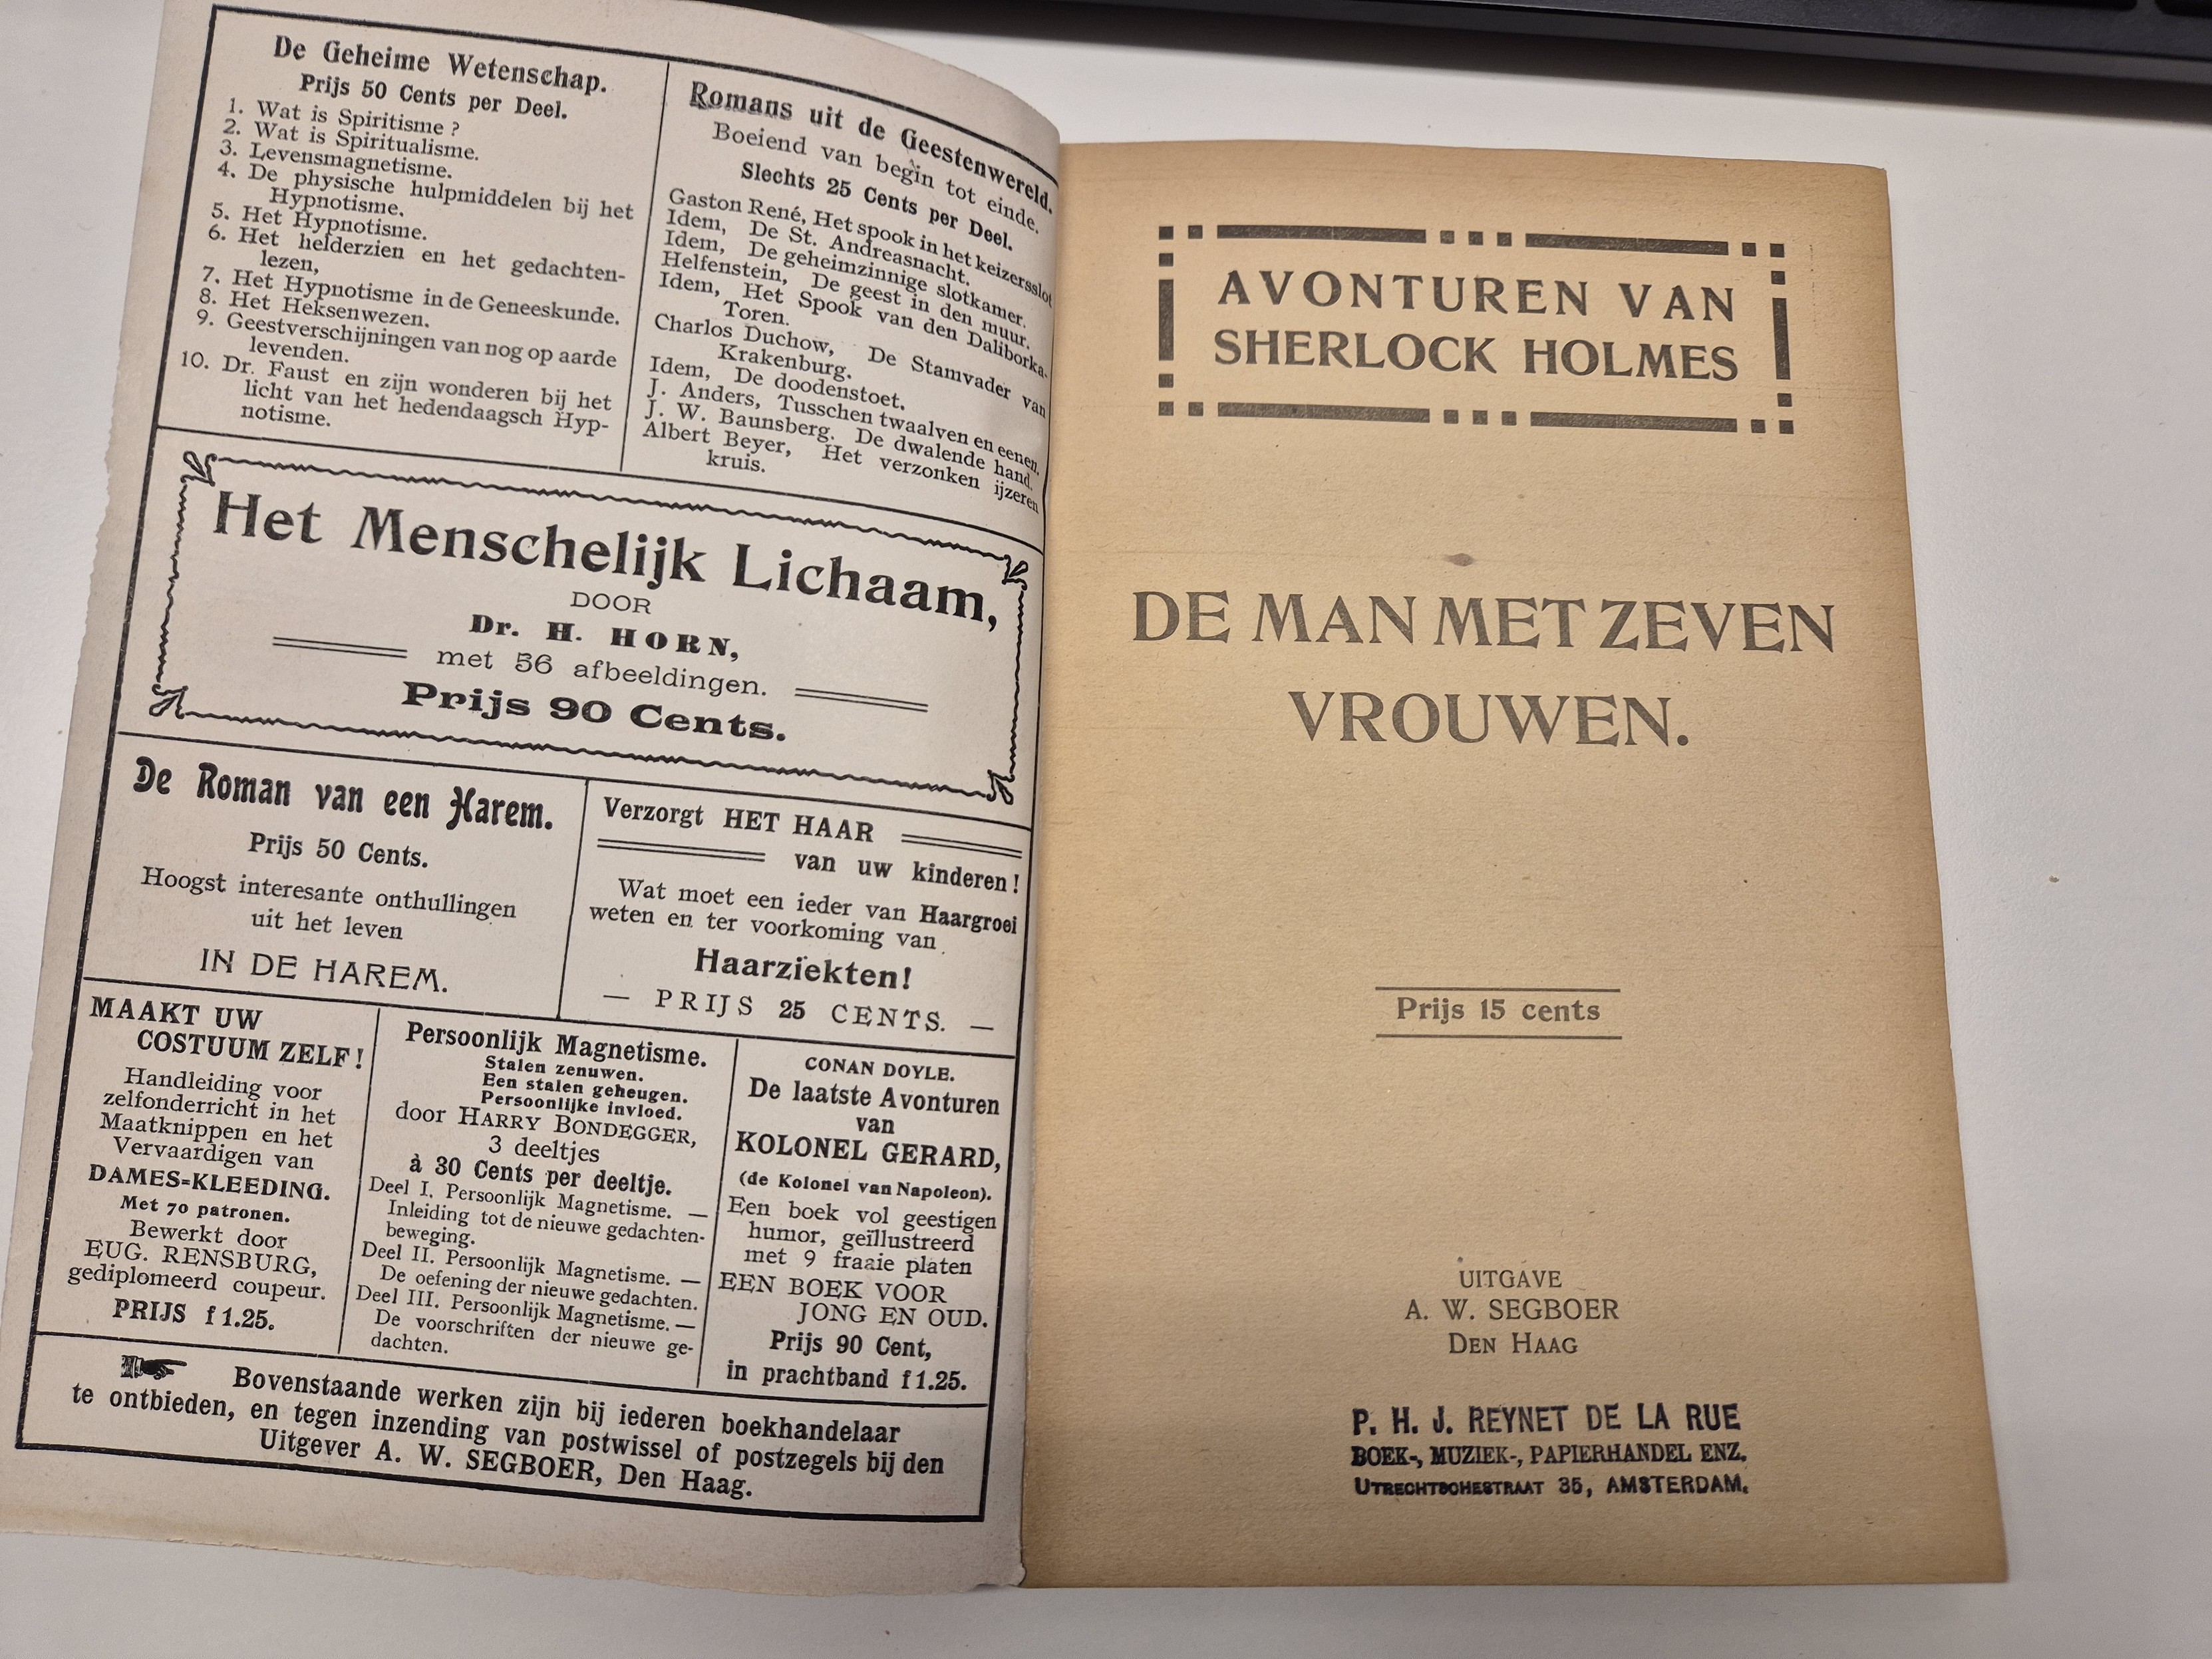 De Geheime Wetenschap.
Prijs 50 Cents per Deel.
1. Wat is Spiritisme ?
2. Wat is Spiritualisme.
3. Levensmagnetisme.
4. De physische hulpmiddelen bij het
Hypnotisme.
5. Het Hypnotisme.
6. Het helderzien en het gedachten-
lezen,
7. Het Hypnotisme in de Geneeskunde.
8. Het Heksenwezen.
9. Geestverschijningen van nog op aarde
levenden.
10. Dr. Faust en zijn wonderen bij het
licht van het hedendaagsch Hyp-
notisme.
Romans uit de Geestenwereld.
Boeiend van begin tot einde.
Slechts 25 Cents per Deel.
Gaston René, Het spook in het keizersslot
Idem, De St. Andreasnacht.
Idem, De geheimzinnige slotkamer.
Helfenstein, De geest in den muur.
Idem, Het Spook van den Daliborka-
Toren.
Charlos Duchow, De Stamvader van
Krakenburg.
Idem, De doodenstoet.
J. Anders, Tusschen twaalven en eenen.
J. W. Baunsberg. De dwalende hand.
Albert Beyer, Het verzonken ijzeren
kruis.
Het Menschelijk Lichaam,
DOOR
Dr. H. HORN,
met 56 afbeeldingen.
Prijs 90 Cents.
De Roman van een Harem.
Prijs 50 Cents.
Hoogst interesante onthullingen
uit het leven
IN DE HAREM.
Verzorgt HET HAAR
van uw kinderen !
Wat moet een ieder van Haargroei
weten en ter voorkoming van
Haarziekten!
— PRIJS 25 CENTS. —
MAAKT UW
COSTUUM ZELF!
Handleiding voor
zelfonderricht in het
Maatknippen en het
Vervaardigen van
DAMES=KLEEDING.
Met 70 patronen.
Bewerkt door
EUG. RENSBURG,
gediplomeerd coupeur.
PRIJS f 1.25.
Persoonlijk Magnetisme.
Stalen zenuwen.
Een stalen geheugen.
Persoonlijke invloed.
door HARRY BONDEGGER,
3 deeltjes
à 30 Cents per deeltje.
Deel I. Persoonlijk Magnetisme. —
Inleiding tot de nieuwe gedachten-
beweging.
Deel II. Persoonlijk Magnetisme. —
De oefening der nieuwe gedachten.
Deel III. Persoonlijk Magnetisme. —
De voorschriften der nieuwe ge-
dachten.
CONAN DOYLE.
De laatste Avonturen
van
KOLONEL GERARD,
(de Kolonel van Napoleon).
Een boek vol geestigen
humor, geïllustreerd
met 9 fraaie platen
EEN BOEK VOOR
JONG EN OUD.
Prijs 90 Cent,
in prachtband f 1.25.
Bovenstaande werken zijn bij iederen boekhandelaar
te ontbieden, en tegen inzending van postwissel of postzegels bij den
Uitgever A. W. SEGBOER, Den Haag.
AVONTUREN VAN
SHERLOCK HOLMES
DE MAN MET ZEVEN
VROUWEN.
Prijs 15 cents
UITGAVE
A. W. SEGBOER
DEN HAAG
P. H. J. REYNET DE LA RUE
BOEK-, MUZIEK-, PAPIERHANDEL ENZ.
UTRECHTSCHESTRAAT 35, AMSTERDAM.